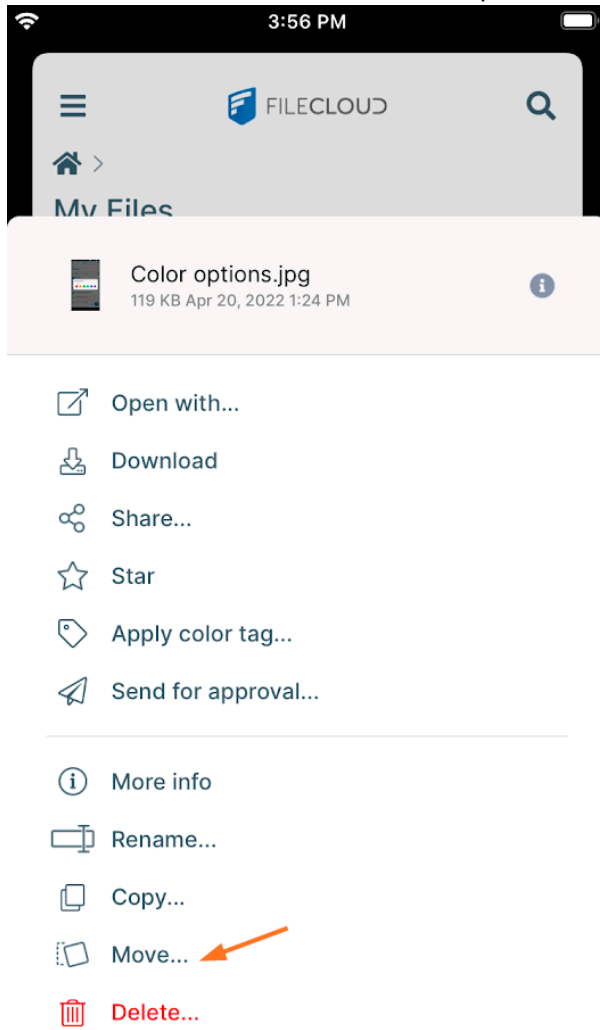 3:56 PM
FILECLOUD
My Files
Color options.jpg
119 KB Apr 20, 2022 1:24 PM
Open with...
Download
Share...
Star
Apply color tag...
Send for approval...
More info
Rename...
Copy...
Move...
Delete...